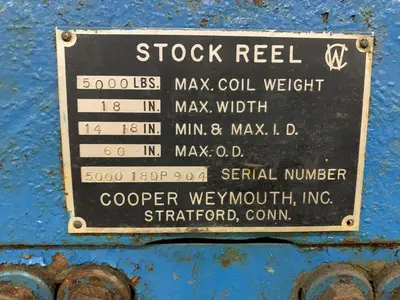 STOCK REEL CW
5000 LBS. MAX. COIL WEIGHT
18 IN. MAX. WIDTH
14 18 IN. MIN. & MAX. I.D.
60 IN. MAX. O.D.
5000 18DP 904 SERIAL NUMBER
COOPER WEYMOUTH, INC.
STRATFORD, CONN.